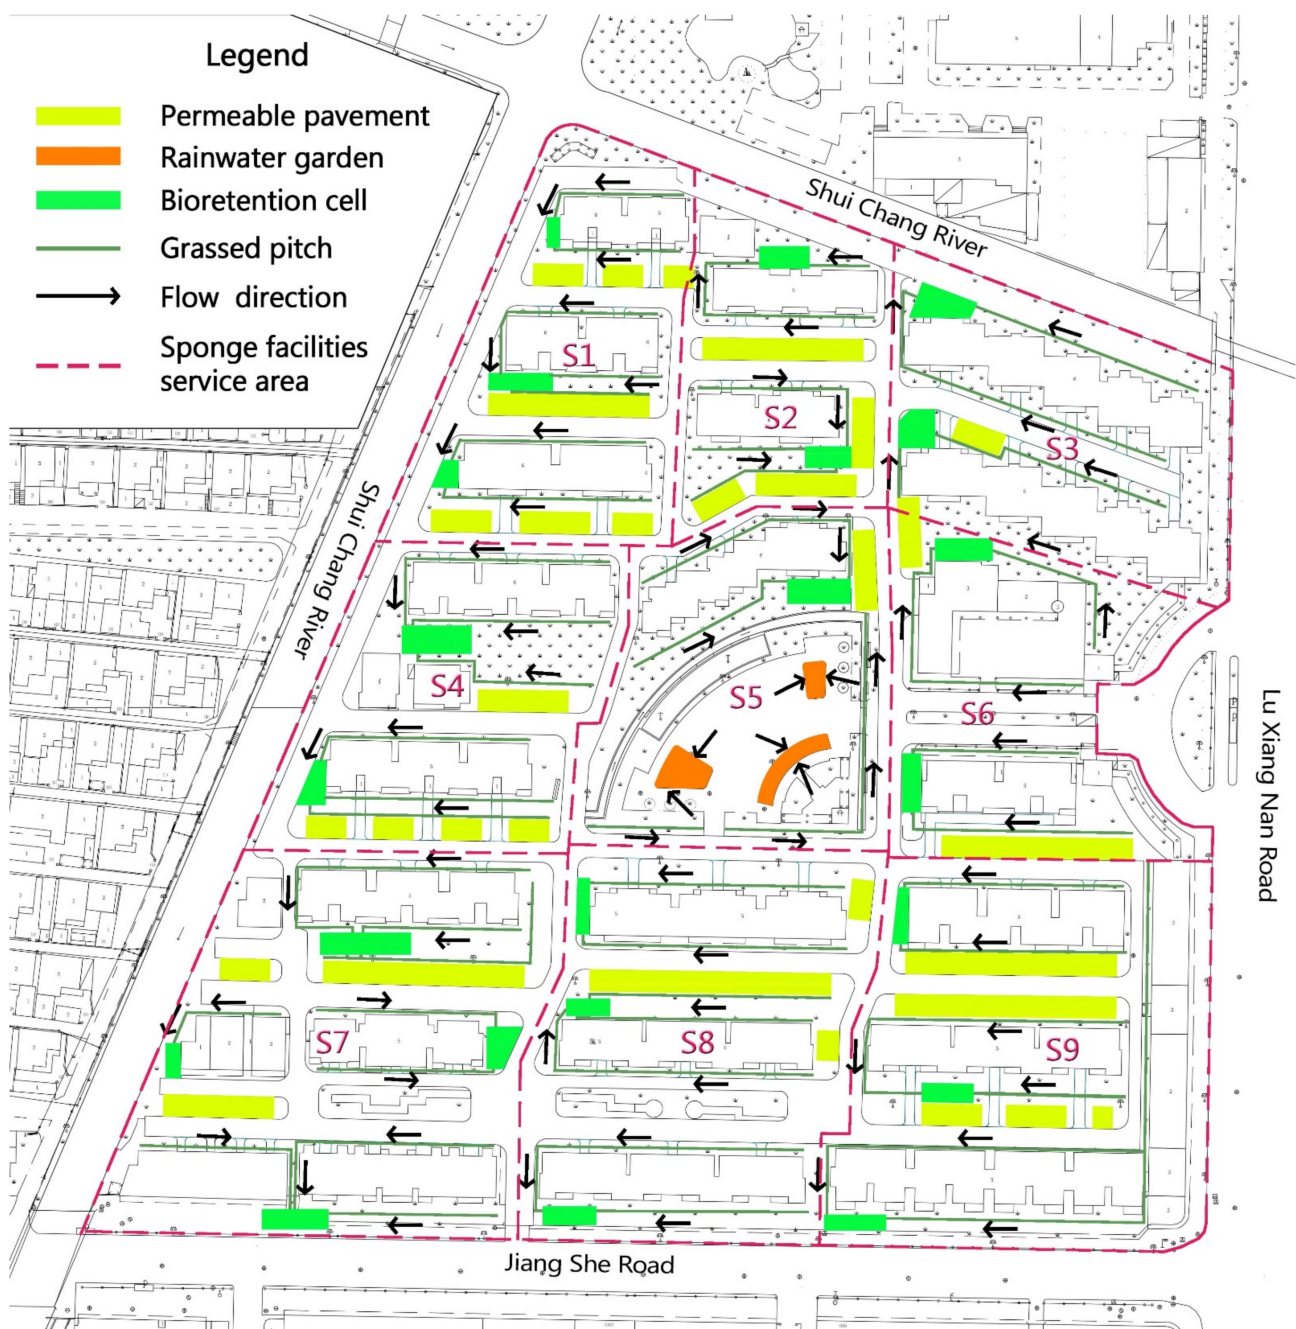 Legend
Permeable pavement
Rainwater garden
Bioretention cell
Grassed pitch
Flow direction
Sponge facilities
service area
Shui Chang River
S1
S2
S3
Shui Chang River
S4
S5
S6
Lu Xiang Nan Road
S7
S8
S9
Jiang She Road